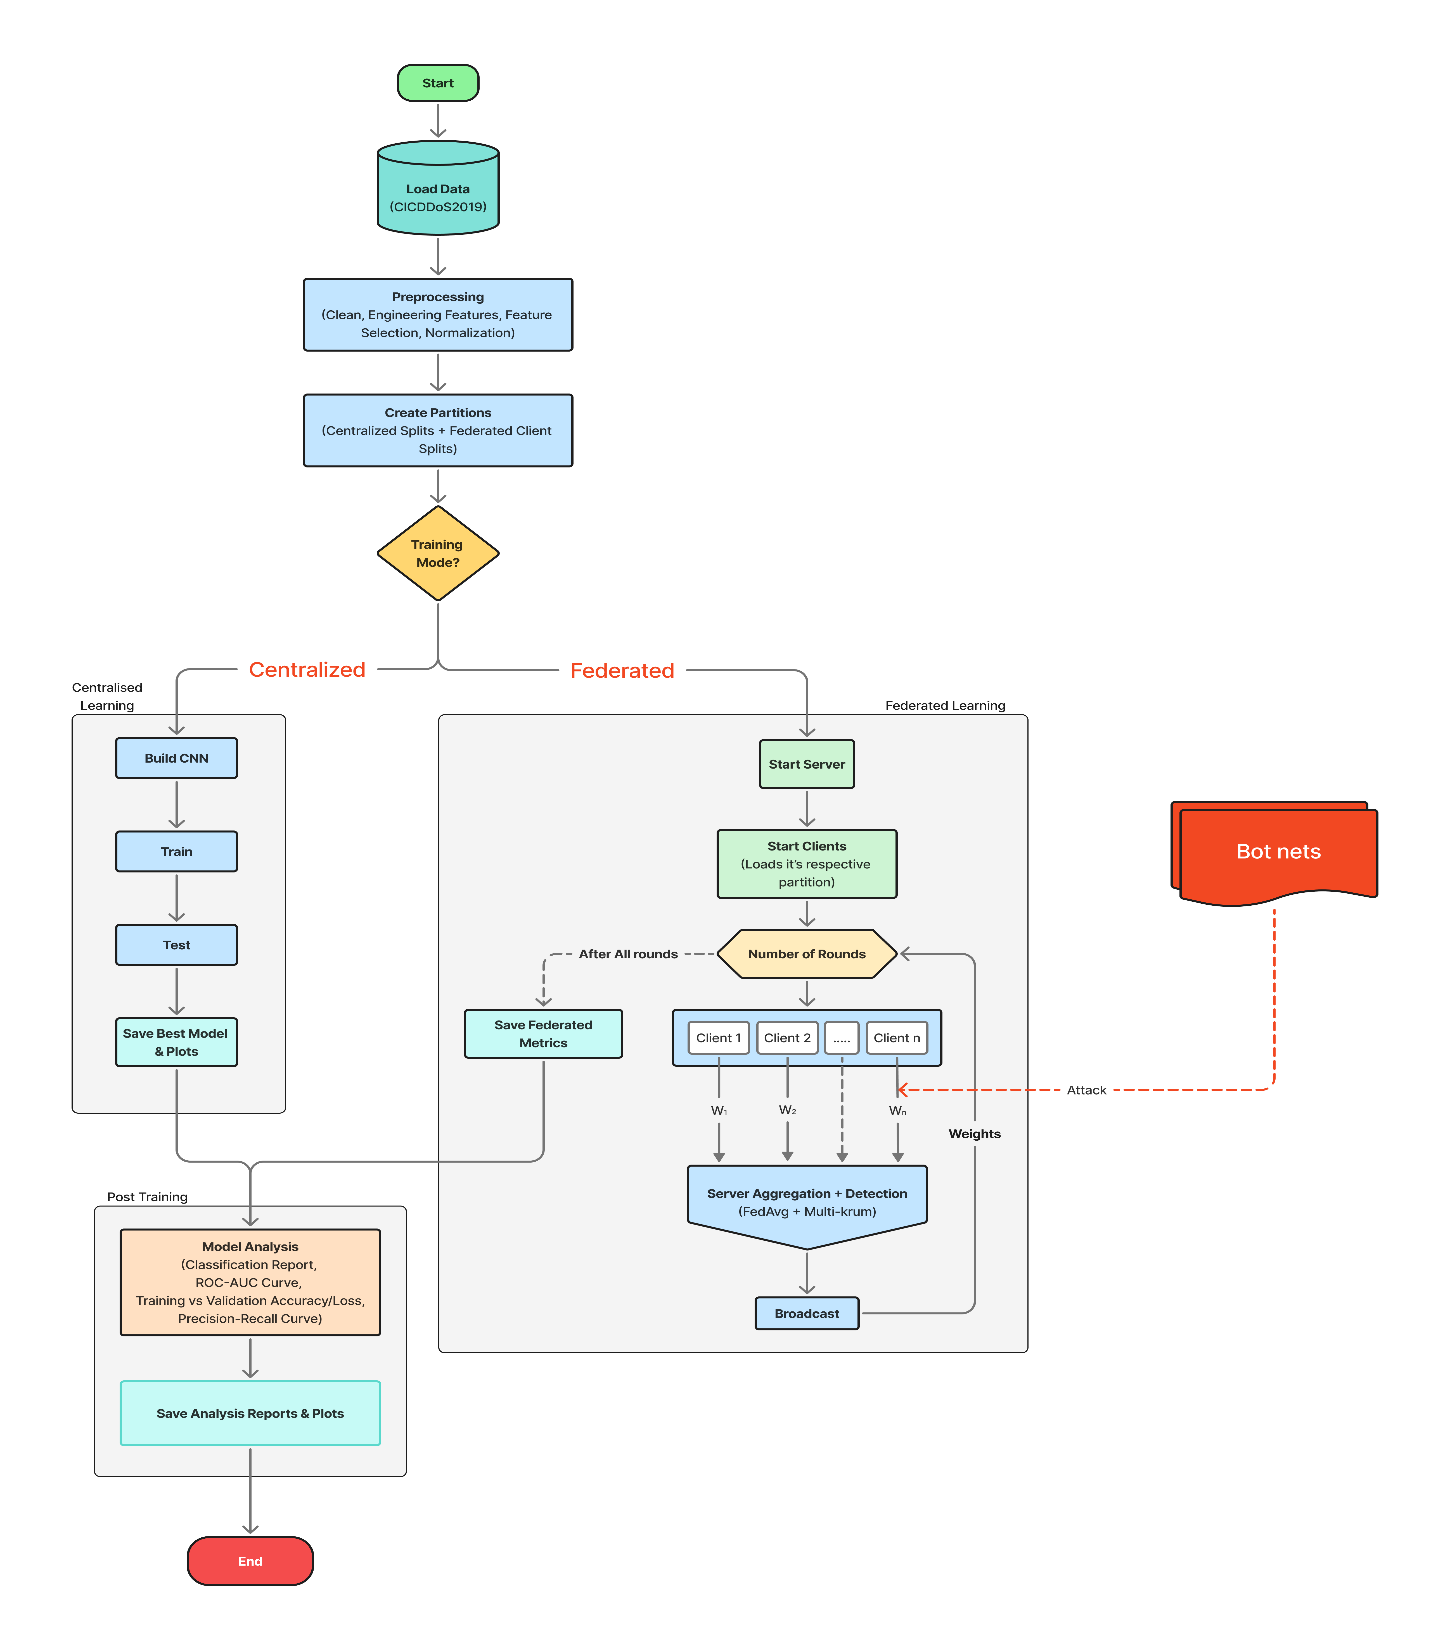 Start
Load Data
(CICDDoS2019)
Preprocessing
(Clean, Engineering Features, Feature
Selection, Normalization)
Create Partitions
(Centralized Splits + Federated Client
Splits)
Training
Mode?
Centralized
Federated
Centralised
Learning
Build CNN
Train
Test
Save Best Model
& Plots
Federated Learning
Start Server
Start Clients
(Loads it's respective
partition)
Number of Rounds
After All rounds
Save Federated
Metrics
Client 1
Client 2
.....
Client n
Bot nets
Attack
W₁
W₂
Wₙ
Weights
Server Aggregation + Detection
(FedAvg + Multi-krum)
Broadcast
Post Training
Model Analysis
(Classification Report,
ROC-AUC Curve,
Training vs Validation Accuracy/Loss,
Precision-Recall Curve)
Save Analysis Reports & Plots
End